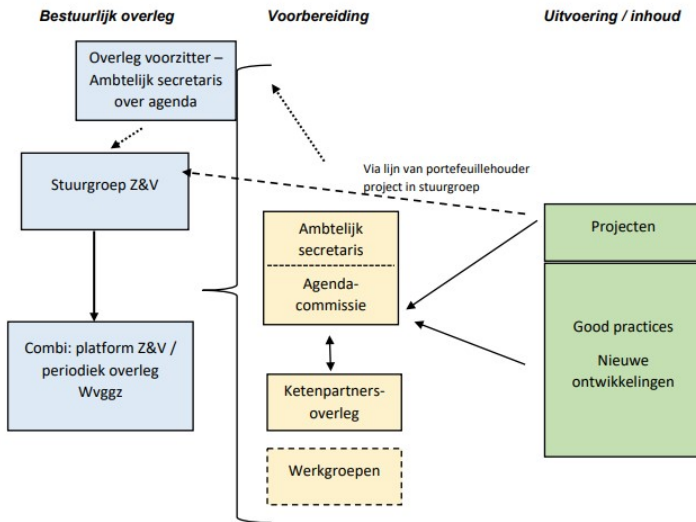 Bestuurlijk overleg
Voorbereiding
Uitvoering / inhoud
Overleg voorzitter –
Ambtelijk secretaris
over agenda
Stuurgroep Z&V
Combi: platform Z&V /
periodiek overleg
Wvggz
Via lijn van portefeuillehouder
project in stuurgroep
Ambtelijk
secretaris
Agenda-
commissie
Ketenpartners-
overleg
Werkgroepen
Projecten
Good practices
Nieuwe
ontwikkelingen